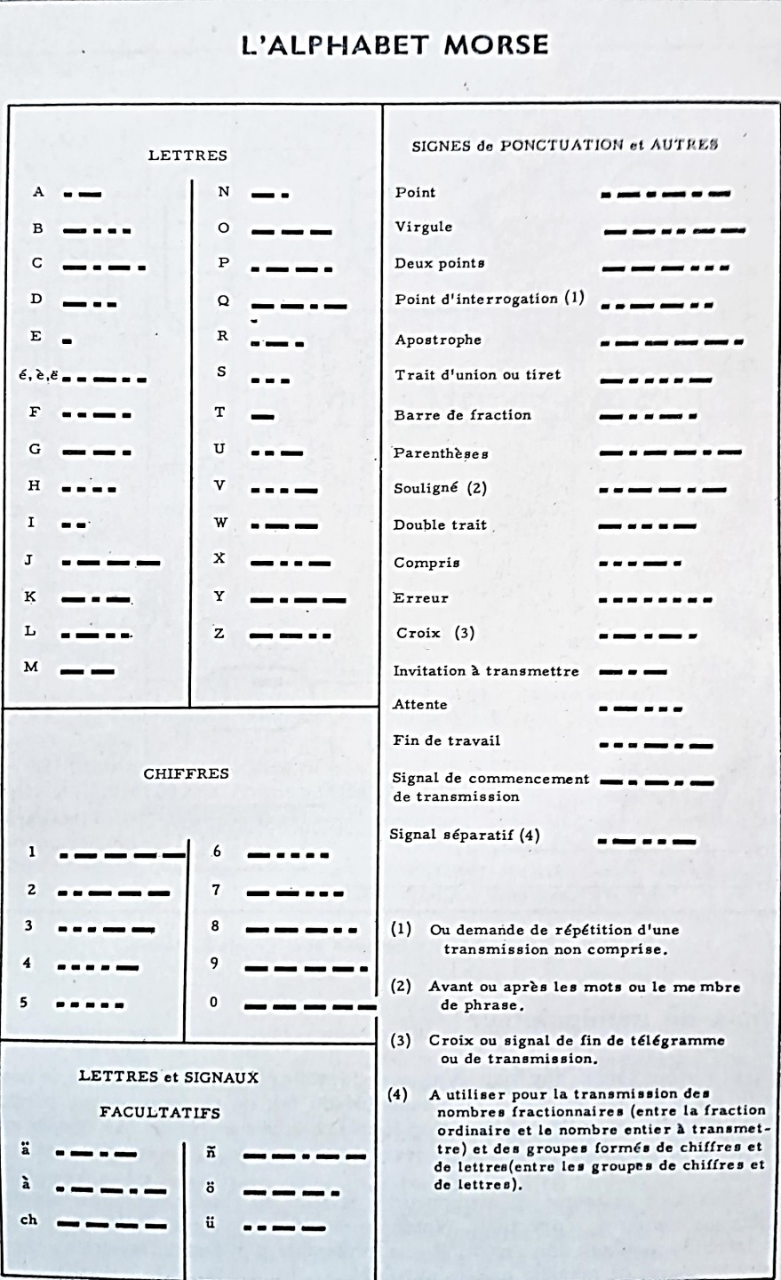 L'ALPHABET MORSE
LETTRES
A .-
B -...
C -.-.
D -..
E .
é,è,ë ..-..
F ..-.
G --.
H ....
I ..
J .---
K -.-
L .-..
M --
N -.
O ---
P .--.
Q --.-
R .-.
S ...
T -
U ..-
V ...-
W .--
X -..-
Y -.--
Z --..
CHIFFRES
1 .----
2 ..---
3 ...--
4 ....-
5 .....
6 -....
7 --...
8 ---..
9 ----.
0 -----
LETTRES et SIGNAUX
FACULTATIFS
ä .-.-
à .--.-
ch ----
ñ --.--
ö ---.
ü ..--
SIGNES de PONCTUATION et AUTRES
Point .-.-.-
Virgule --..--
Deux points ---...
Point d'interrogation (1) ..--..
Apostrophe .----.
Trait d'union ou tiret -....-
Barre de fraction -..-.
Parenthèses -.--.-
Souligné (2) ..--.-
Double trait -...-
Compris ...-.
Erreur ........
Croix (3) .-.-.
Invitation à transmettre -.-
Attente .-...
Fin de travail ...-.-
Signal de commencement -.-.-
de transmission
Signal séparatif (4) .-..-
(1) Ou demande de répétition d'une
transmission non comprise.
(2) Avant ou après les mots ou le membre
de phrase.
(3) Croix ou signal de fin de télégramme
ou de transmission.
(4) A utiliser pour la transmission des
nombres fractionnaires (entre la fraction
ordinaire et le nombre entier à transmet-
tre) et des groupes formés de chiffres et
de lettres(entre les groupes de chiffres et
de lettres).